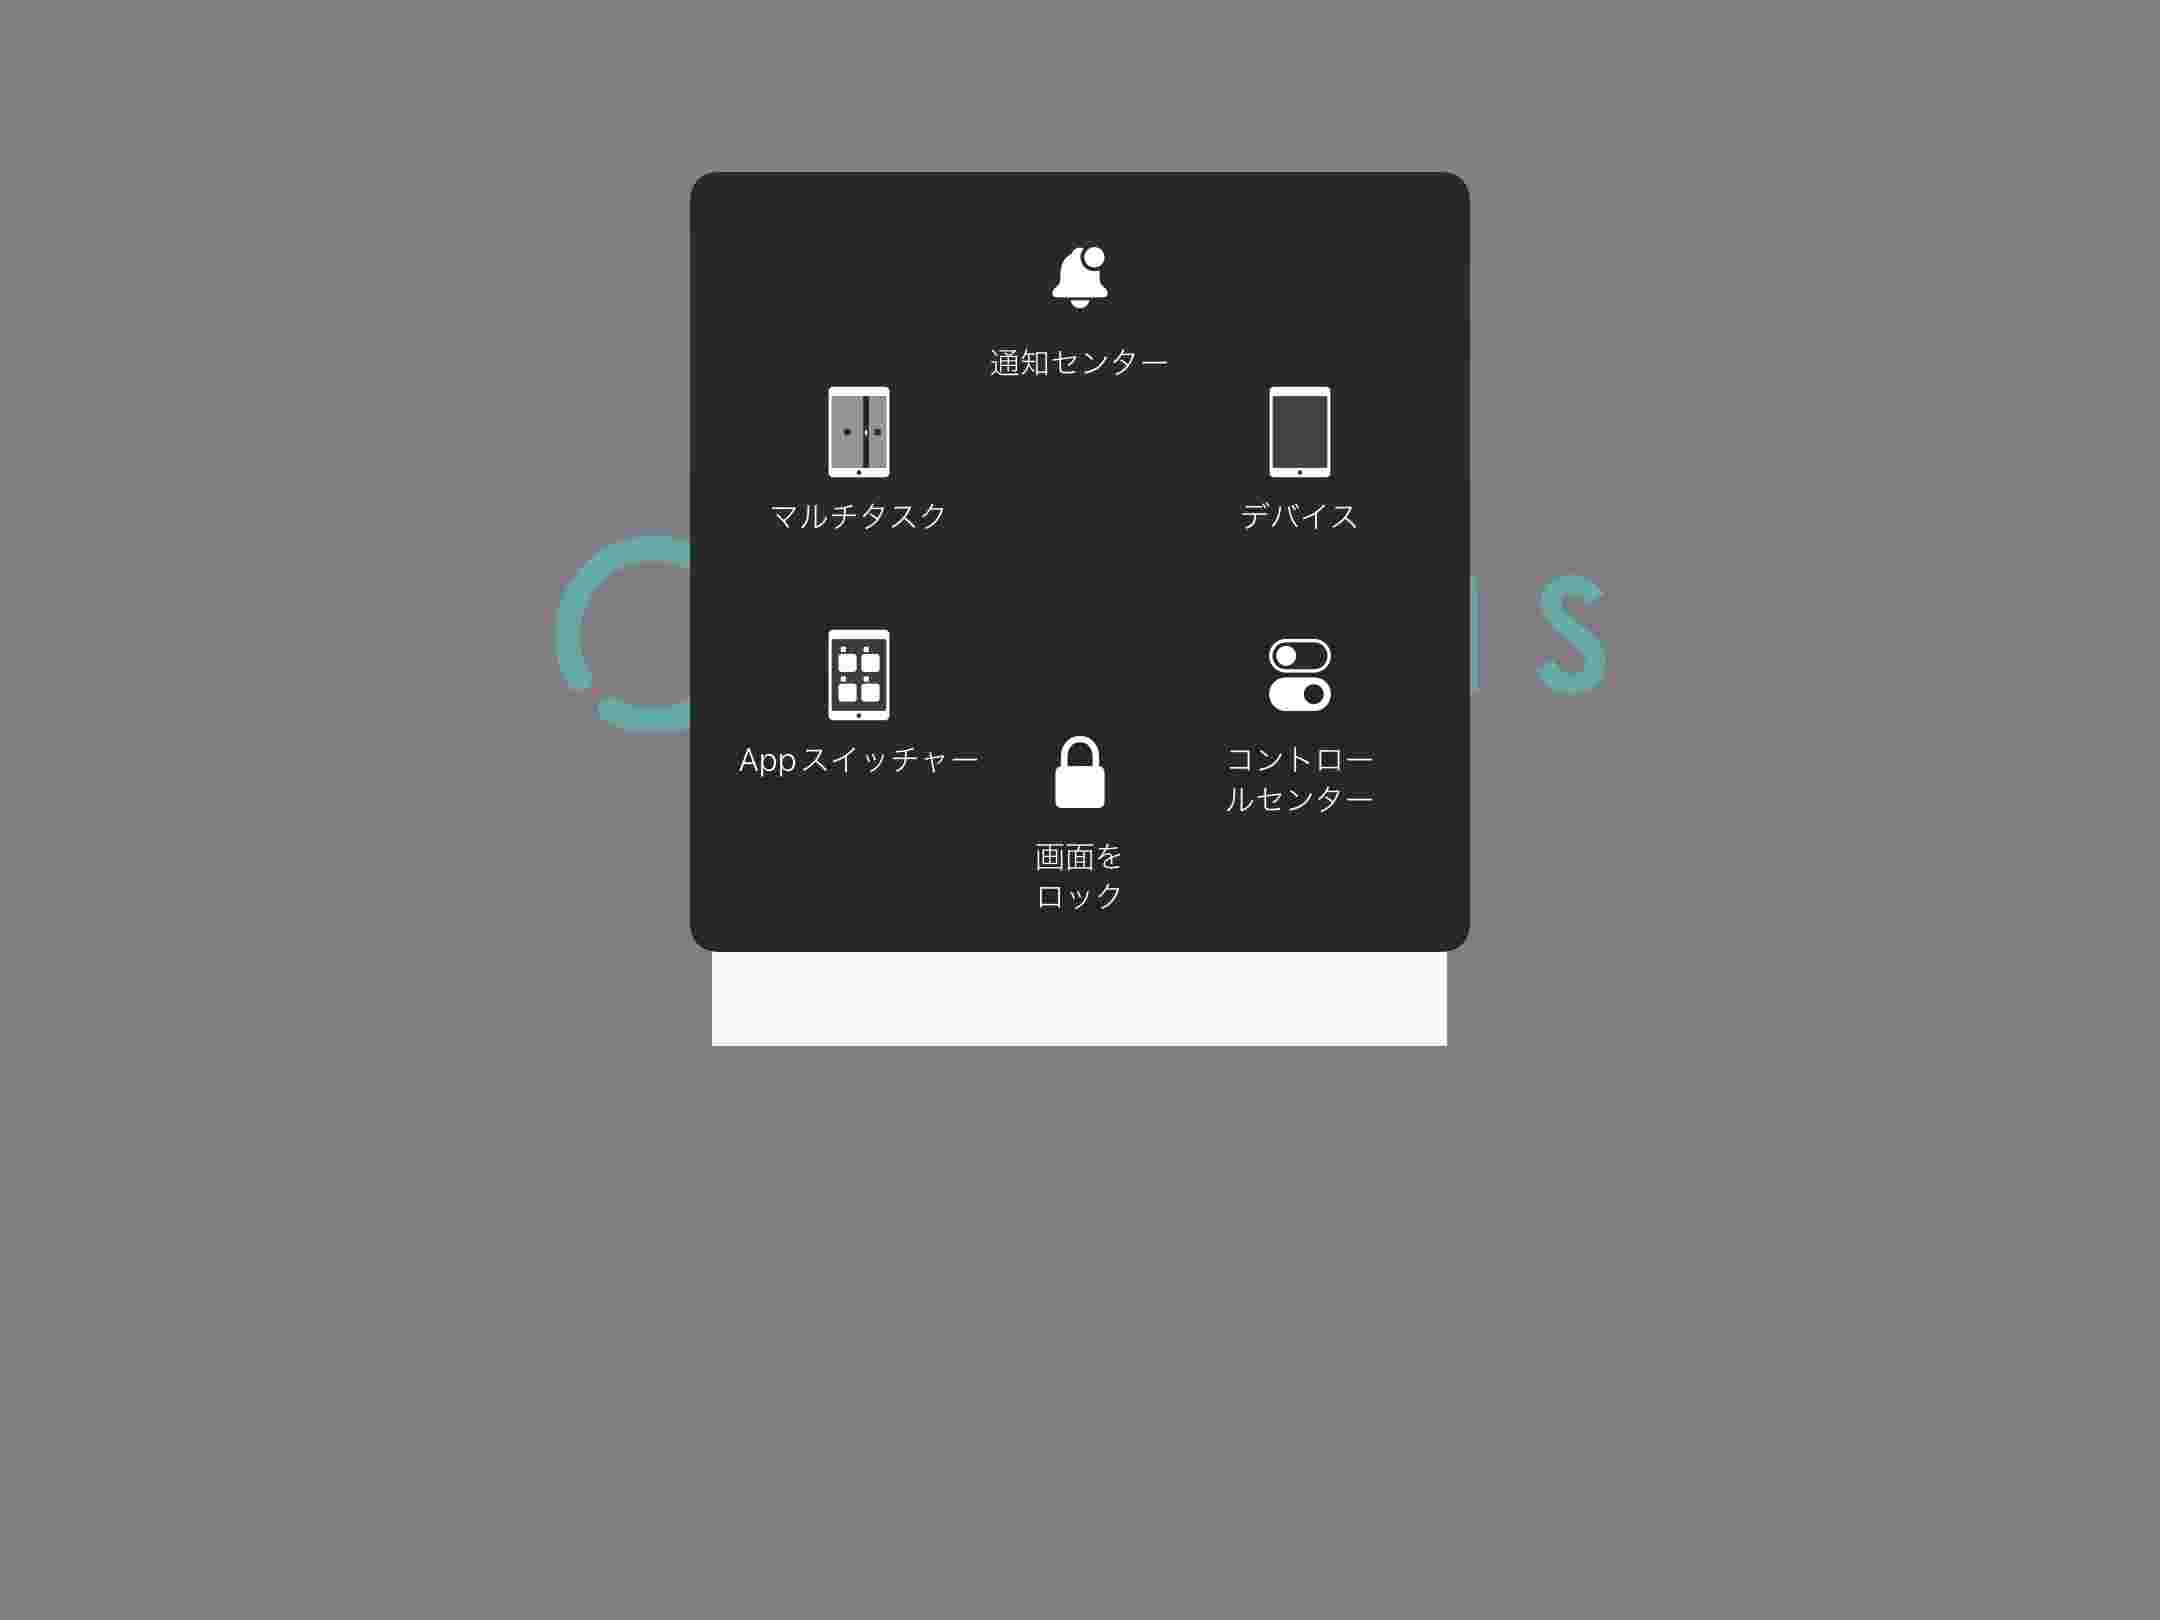 通知センター
マルチタスク
デバイス
Appスイッチャー
コントロー
ルセンター
画面を
ロック